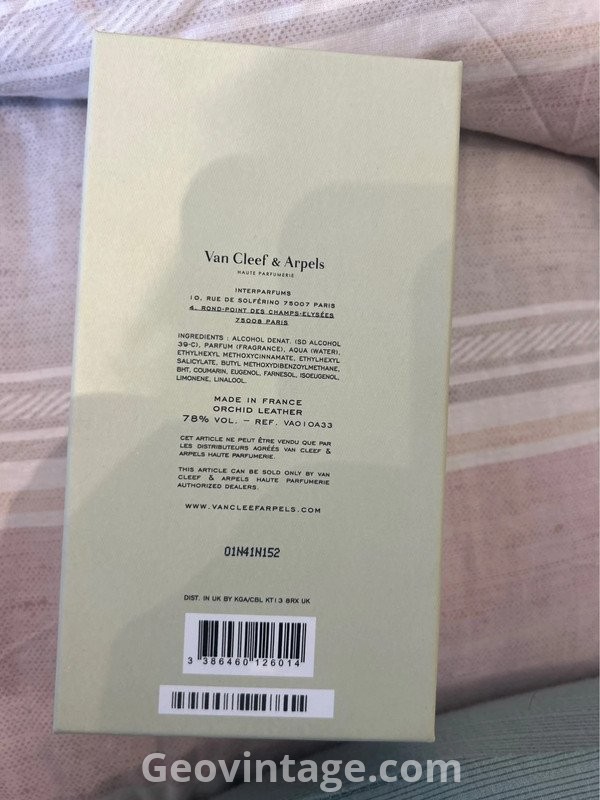 Van Cleef & Arpels
HAUTE PARFUMERIE
INTERPARFUMS
10, RUE DE SOLFÉRINO 75007 PARIS
4, ROND-POINT DES CHAMPS-ELYSÉES
75008 PARIS
INGREDIENTS : ALCOHOL DENAT. (SD ALCOHOL
39-C), PARFUM (FRAGRANCE), AQUA (WATER),
ETHYLHEXYL METHOXYCINNAMATE, ETHYLHEXYL
SALICYLATE, BUTYL METHOXYDIBENZOYLMETHANE,
BHT, COUMARIN, EUGENOL, FARNESOL, ISOEUGENOL,
LIMONENE, LINALOOL.
MADE IN FRANCE
ORCHID LEATHER
78% VOL. – REF. VA010A33
CET ARTICLE NE PEUT ÊTRE VENDU QUE PAR
LES DISTRIBUTEURS AGRÉÉS VAN CLEEF &
ARPELS HAUTE PARFUMERIE.
THIS ARTICLE CAN BE SOLD ONLY BY VAN
CLEEF & ARPELS HAUTE PARFUMERIE
AUTHORIZED DEALERS.
WWW.VANCLEEFARPELS.COM
01N41N152
DIST. IN UK BY KGA/CBL KT13 8RX UK
3 386460 126014
Geovintage.com